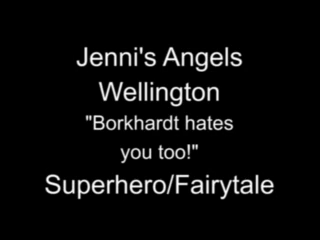 Jenni's Angels
Wellington
"Borkhardt hates
you too!"
Superhero/Fairytale